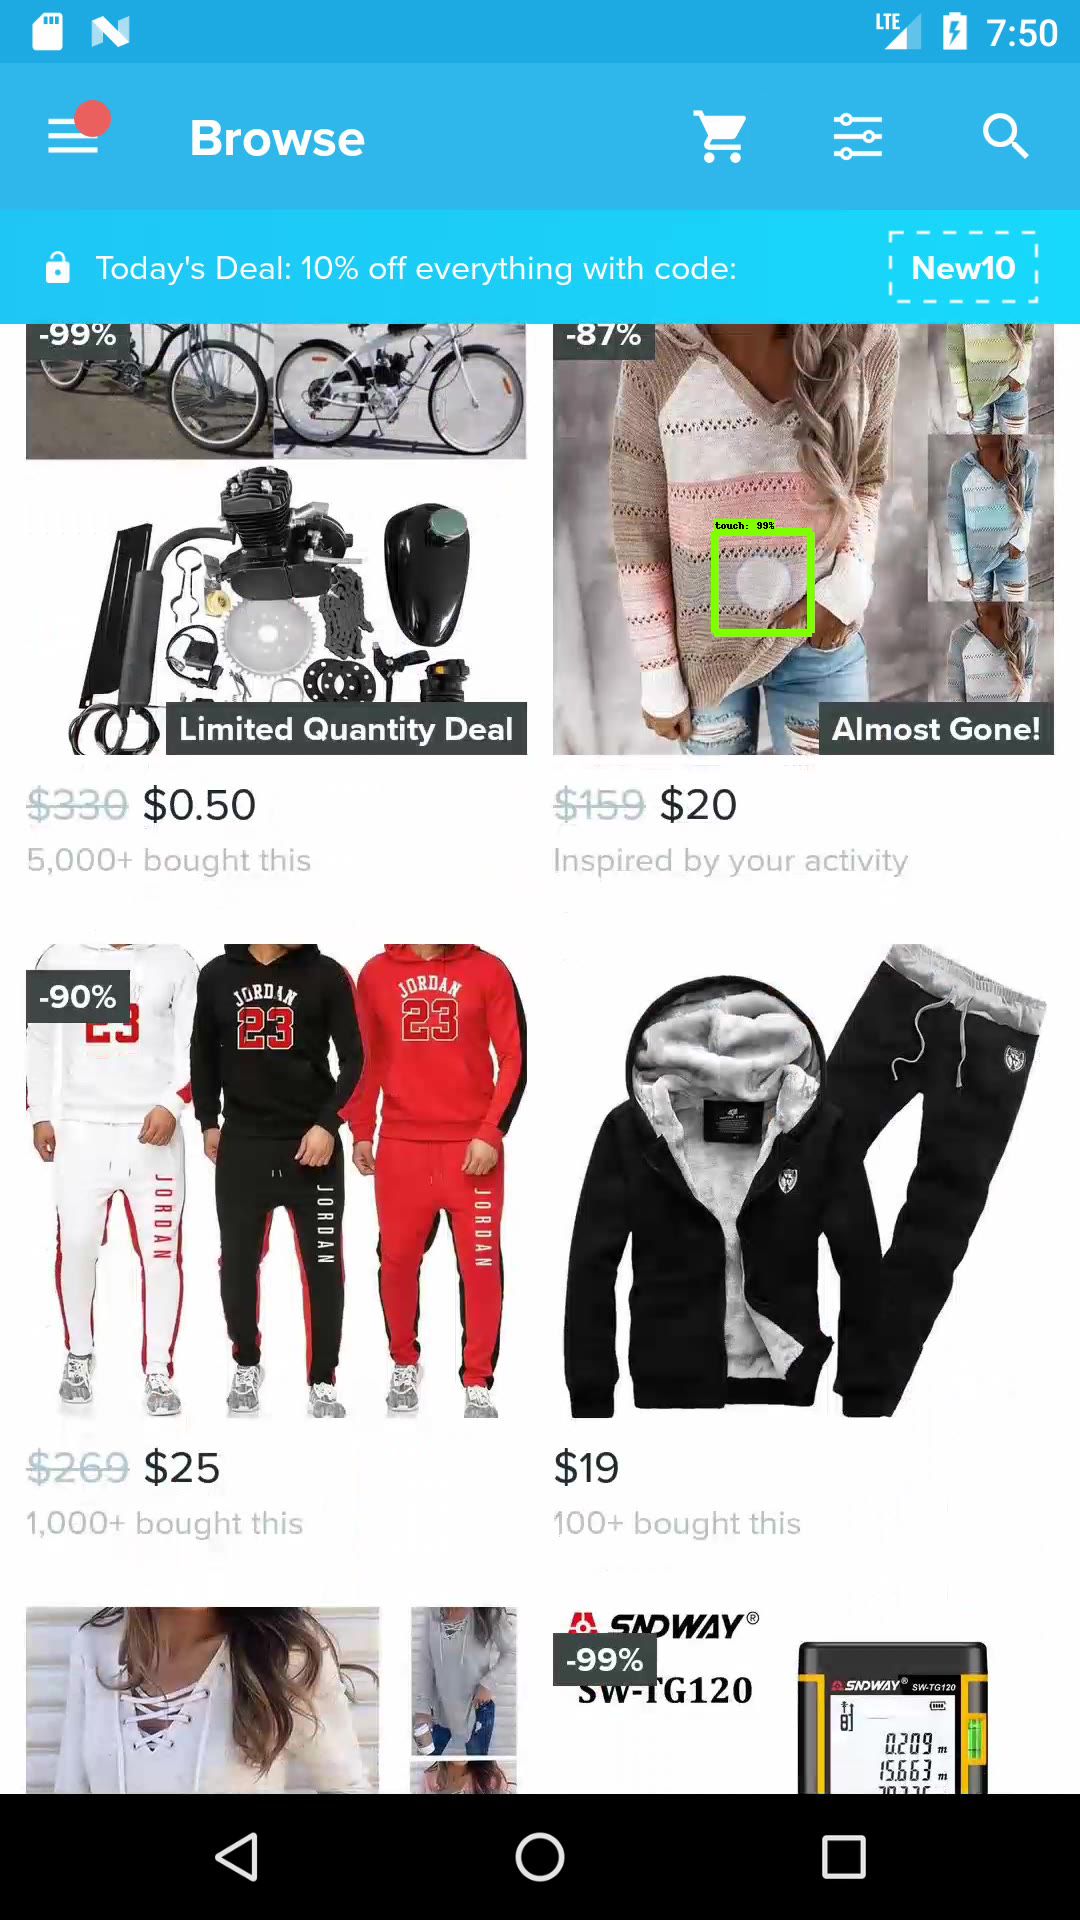 LTE 7:50
Browse
Today's Deal: 10% off everything with code: New10
-99%
-87%
touch: 99%
Limited Quantity Deal
Almost Gone!
$330 $0.50
$159 $20
5,000+ bought this
Inspired by your activity
-90%
23
JORDAN
23
JORDAN
23
JORDAN
JORDAN
JORDAN
$269 $25
$19
1,000+ bought this
100+ bought this
SNDWAY®
-99%
SW-TG120
SNDWAY® SW-TG120
0.209 m
15.663 m